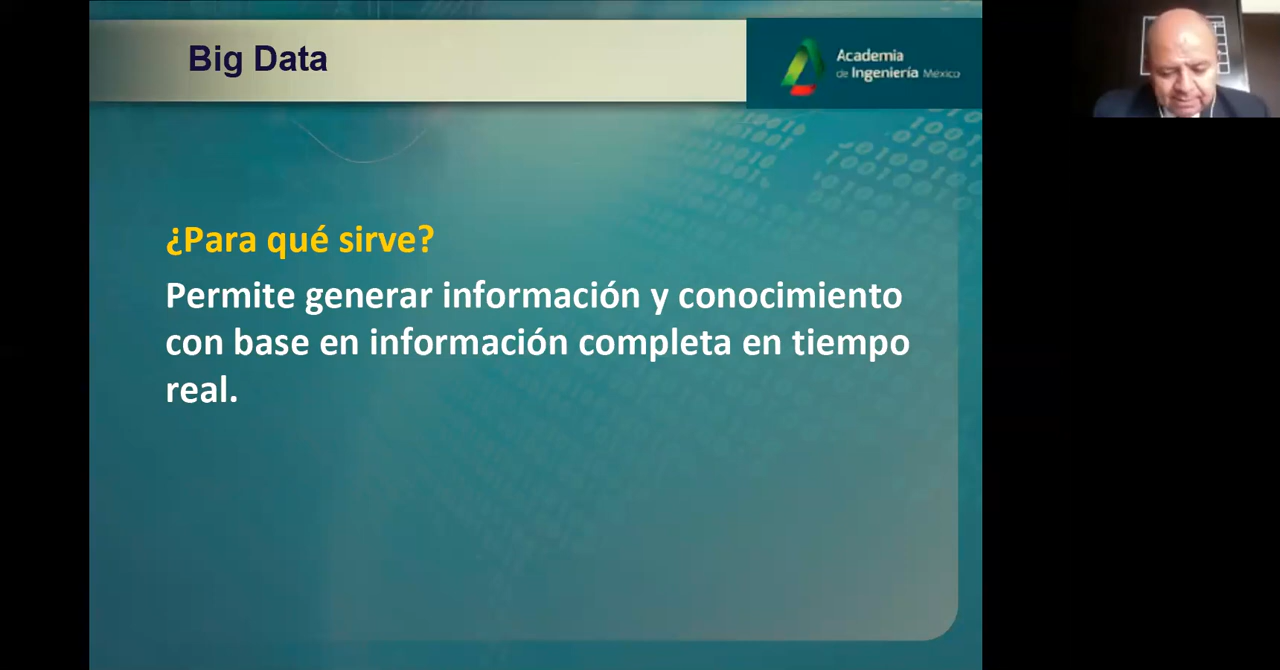 Big Data
Academia
de Ingeniería México
¿Para qué sirve?
Permite generar información y conocimiento
con base en información completa en tiempo
real.